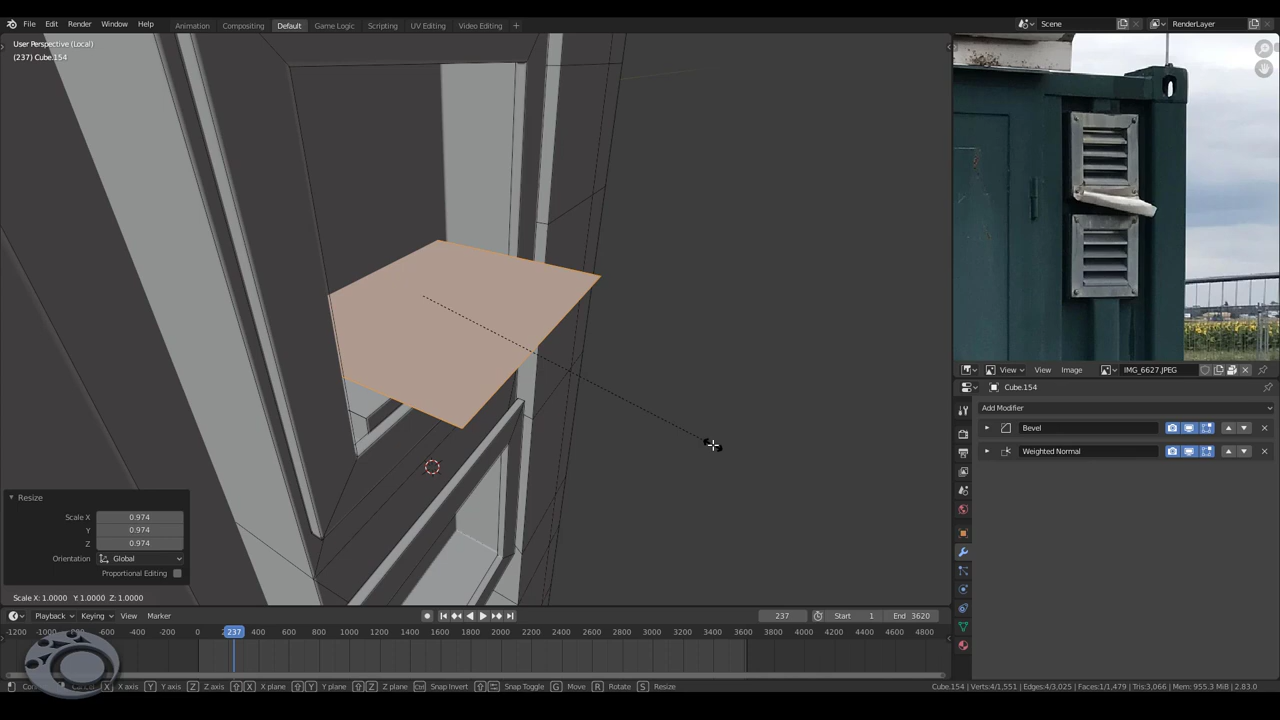 File Edit Render Window Help Animation Compositing Default Game Logic Scripting UV Editing Video Editing + Scene RenderLayer
User Perspective (Local)
(237) Cube.154
View View Image IMG_6627.JPEG
Cube.154
Add Modifier
Bevel
Weighted Normal
Resize
Scale X 0.974
Y 0.974
Z 0.974
Orientation Global
Proportional Editing
Scale X: 1.0000 Y: 1.0000 Z: 1.0000
Playback Keying View Marker 237 Start 1 End 3620
-1200 -1000 -800 -600 -400 -200 0 237 400 600 800 1000 1200 1400 1600 1800 2000 2200 2400 2600 2800 3000 3200 3400 3600 3800 4000 4200 4400 4600 4800
X X axis Y Y axis Z Z axis X X plane Y Y plane Z Z plane Ctrl Snap Invert Snap Toggle G Move R Rotate S Resize Cube.154 | Verts:4/1,551 | Edges:4/3,025 | Faces:1/1,479 | Tris:3,066 | Mem: 955.3 MiB | 2.83.0